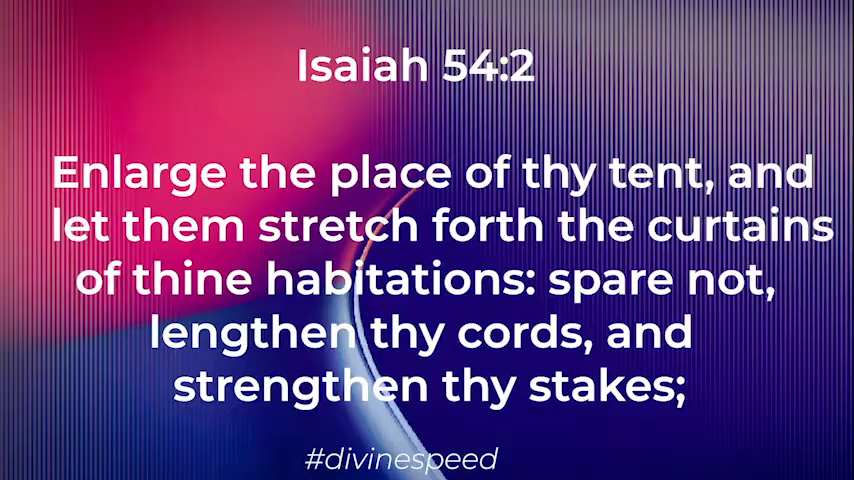 Isaiah 54:2
Enlarge the place of thy tent, and
let them stretch forth the curtains
of thine habitations: spare not,
lengthen thy cords, and
strengthen thy stakes;
#divinespeed